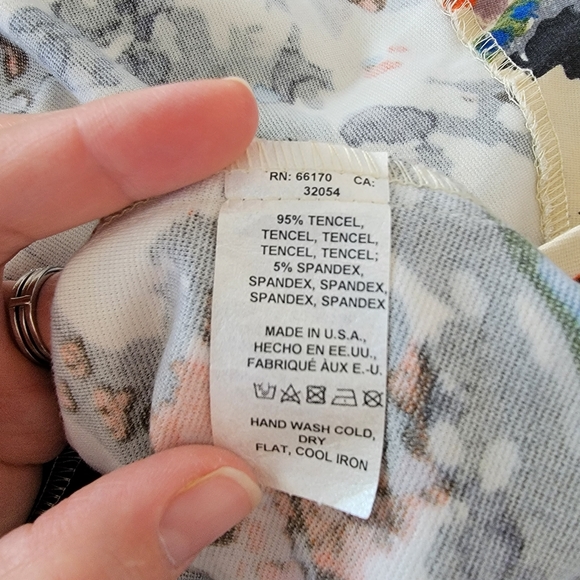 RN: 66170 CA:
32054
95% TENCEL,
TENCEL, TENCEL,
TENCEL, TENCEL;
5% SPANDEX,
SPANDEX, SPANDEX,
SPANDEX, SPANDEX
MADE IN U.S.A.,
HECHO EN EE.UU.,
FABRIQUÉ ÀUX E.-U.
HAND WASH COLD,
DRY
FLAT, COOL IRON